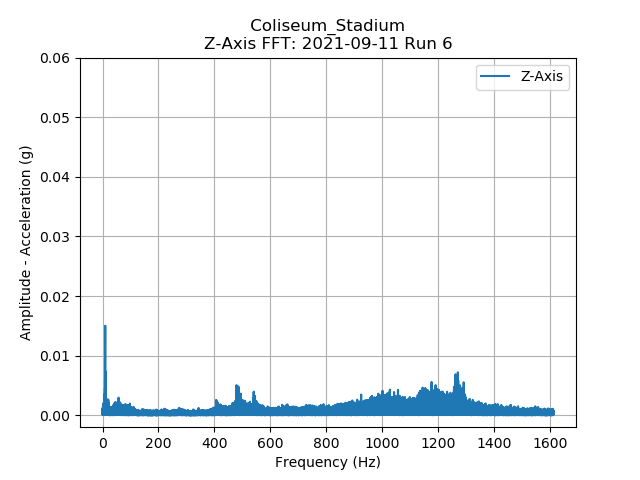 Coliseum_Stadium
Z-Axis FFT: 2021-09-11 Run 6
Z-Axis
0.06
0.05
0.04
0.03
0.02
0.01
0.00
Amplitude - Acceleration (g)
0 200 400 600 800 1000 1200 1400 1600
Frequency (Hz)